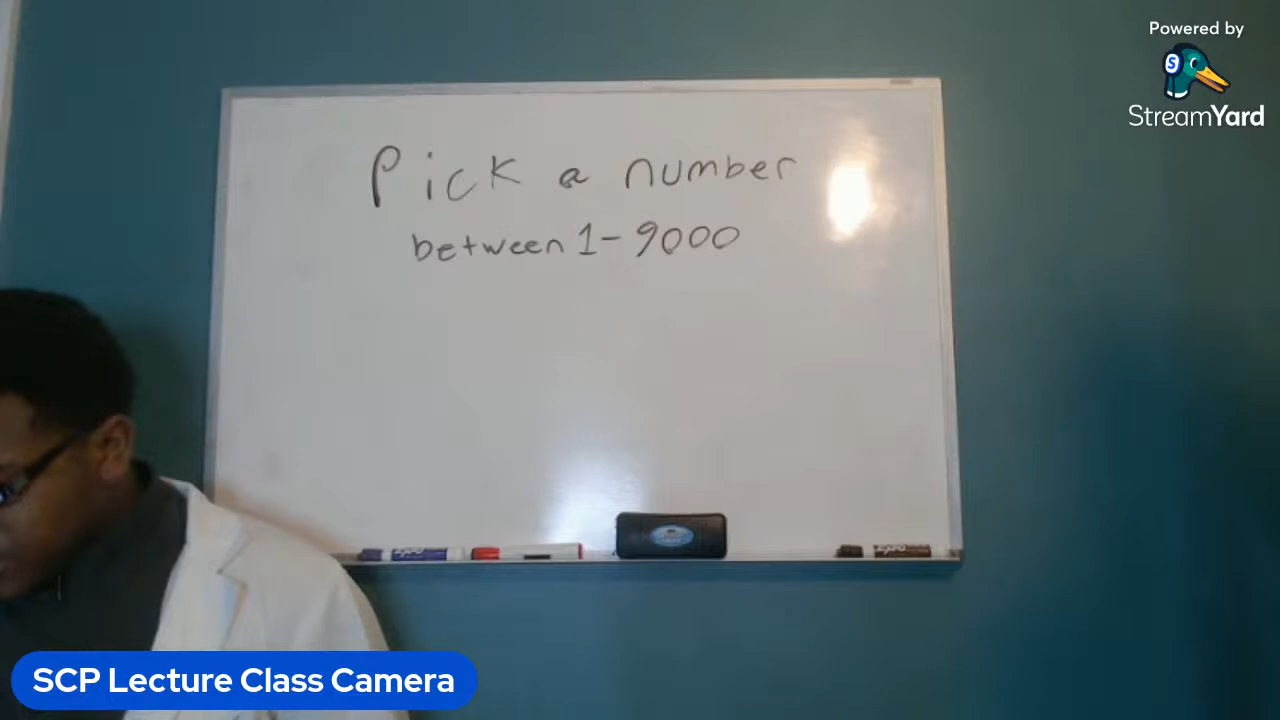 Powered by
StreamYard
Pick a number
between 1-9000
SCP Lecture Class Camera